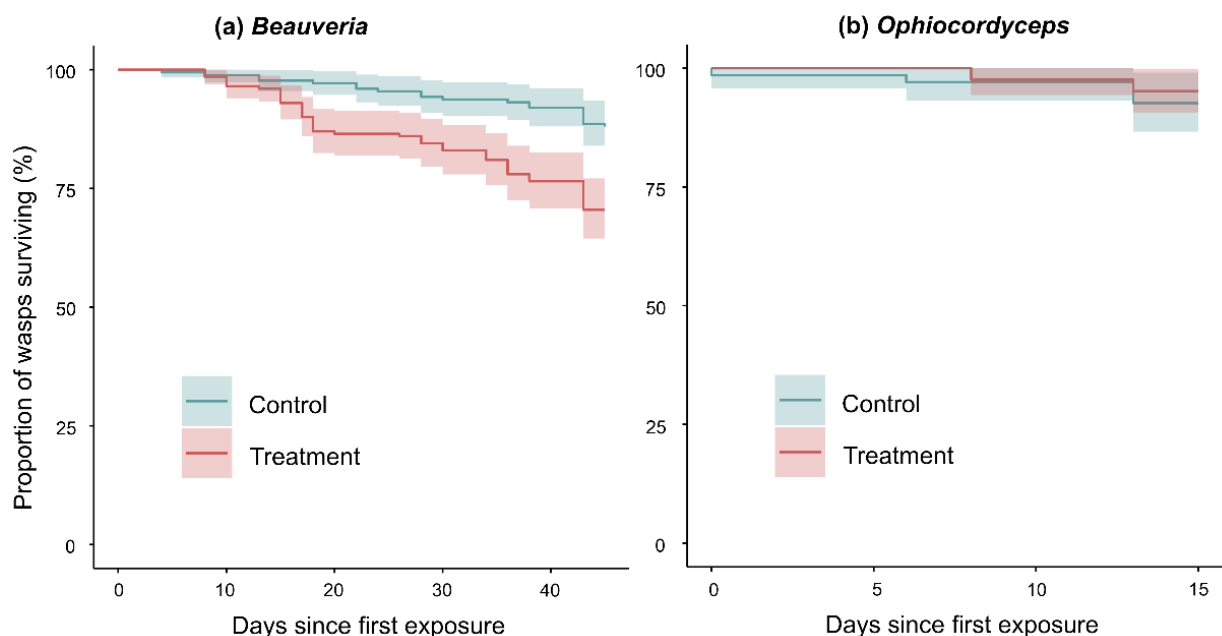 (a) Beauveria
Proportion of wasps surviving (%)
100
75
50
25
0
Control
Treatment
0 10 20 30 40
Days since first exposure
(b) Ophiocordyceps
100
75
50
25
0
Control
Treatment
0 5 10 15
Days since first exposure